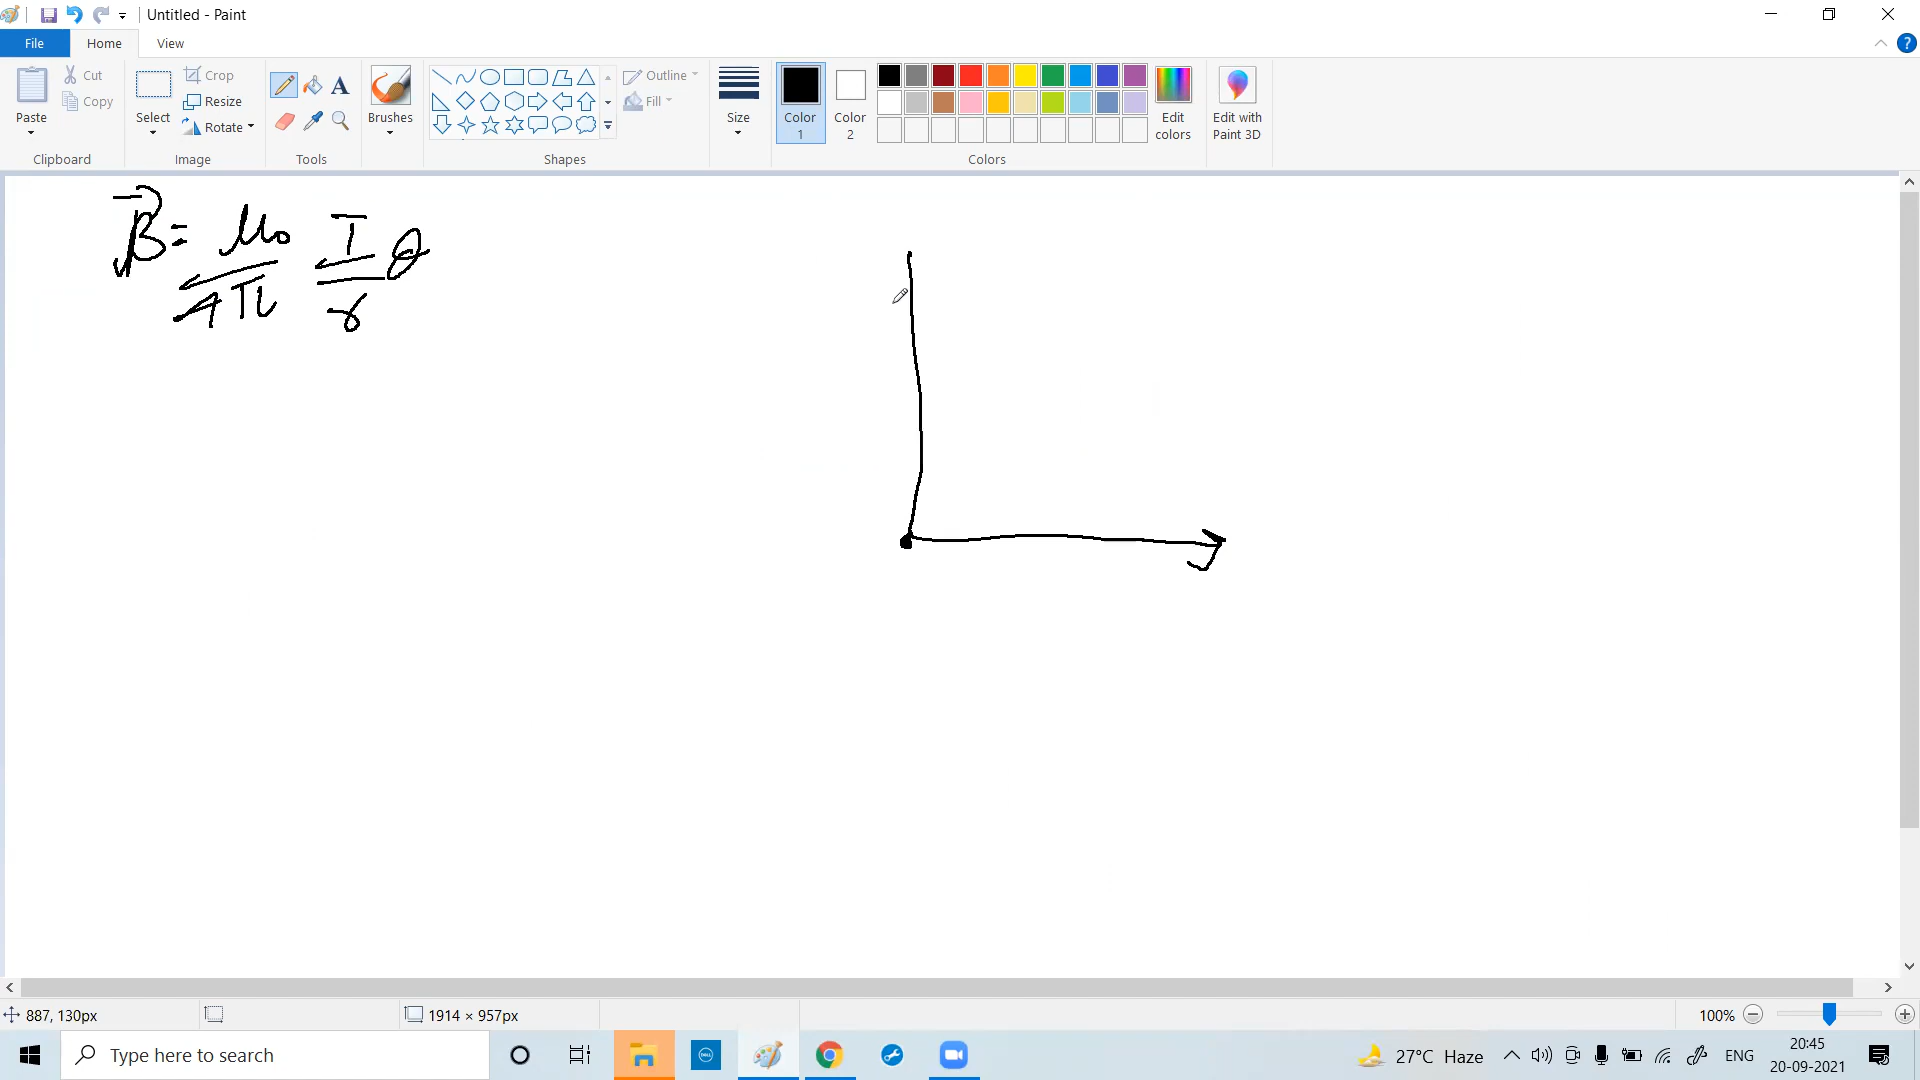 Untitled - Paint
File Home View
Paste Cut Copy Clipboard
Select Crop Resize Rotate Image
Tools
Brushes
Outline Fill Shapes
Size
Color 1 Color 2 Edit colors Colors
Edit with Paint 3D
B = μ₀ I θ
4π r
887, 130px 1914 × 957px 100%
Type here to search 27°C Haze ENG 20:45
20-09-2021